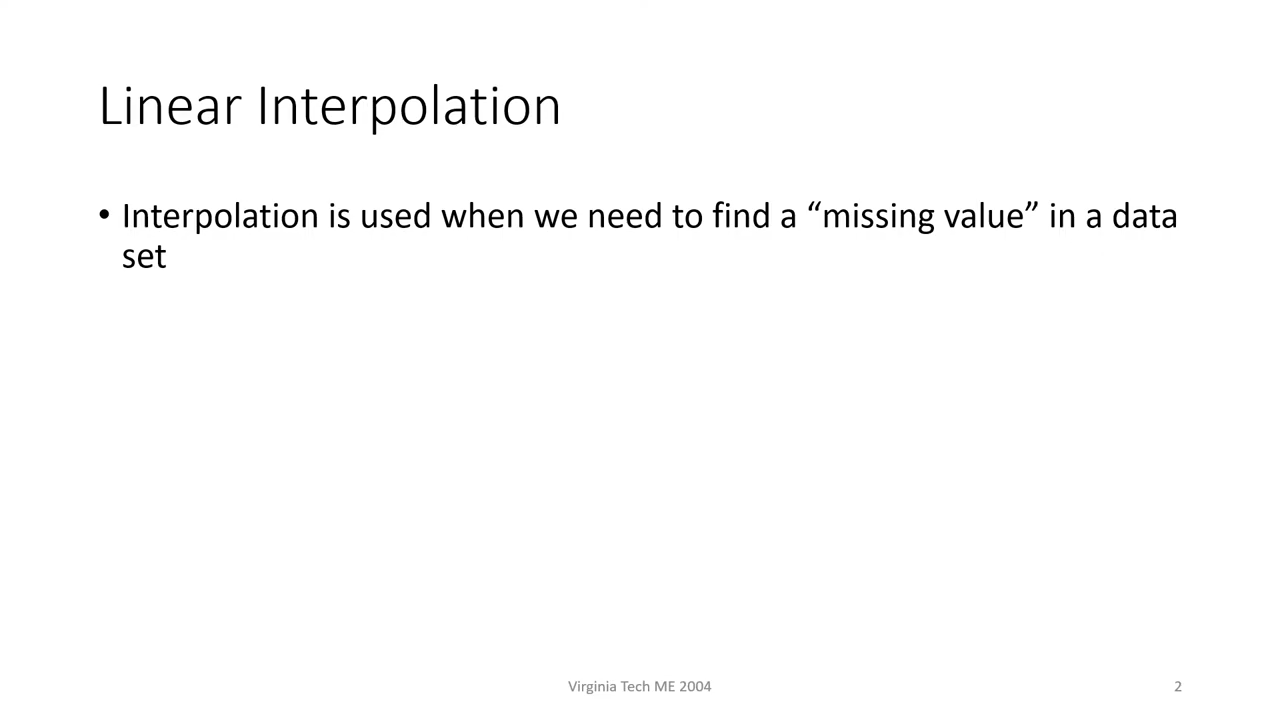 Linear Interpolation
• Interpolation is used when we need to find a “missing value” in a data
set
Virginia Tech ME 2004
2